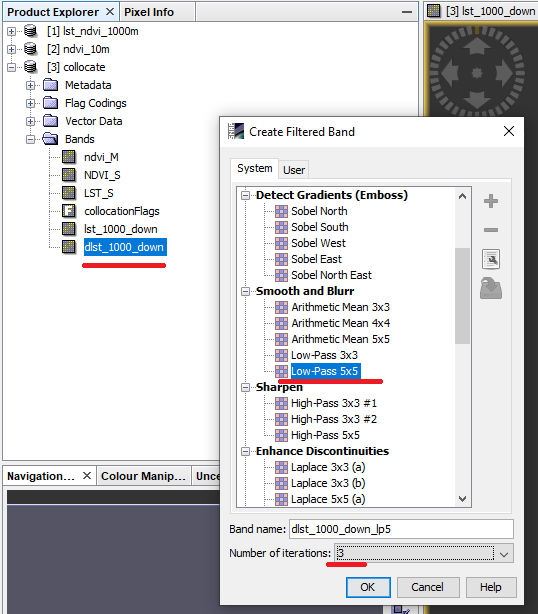 Product Explorer × Pixel Info
[1] lst_ndvi_1000m
[2] ndvi_10m
[3] collocate
Metadata
Flag Codings
Vector Data
Bands
ndvi_M
NDVI_S
LST_S
collocationFlags
lst_1000_down
dlst_1000_down
Navigation... × Colour Manip... Unce
[3] lst_1000_down
Create Filtered Band
System User
Detect Gradients (Emboss)
Sobel North
Sobel South
Sobel West
Sobel East
Sobel North East
Smooth and Blurr
Arithmetic Mean 3x3
Arithmetic Mean 4x4
Arithmetic Mean 5x5
Low-Pass 3x3
Low-Pass 5x5
Sharpen
High-Pass 3x3 #1
High-Pass 3x3 #2
High-Pass 5x5
Enhance Discontinuities
Laplace 3x3 (a)
Laplace 3x3 (b)
Laplace 5x5 (a)
Band name: dlst_1000_down_lp5
Number of iterations: 3
OK Cancel Help